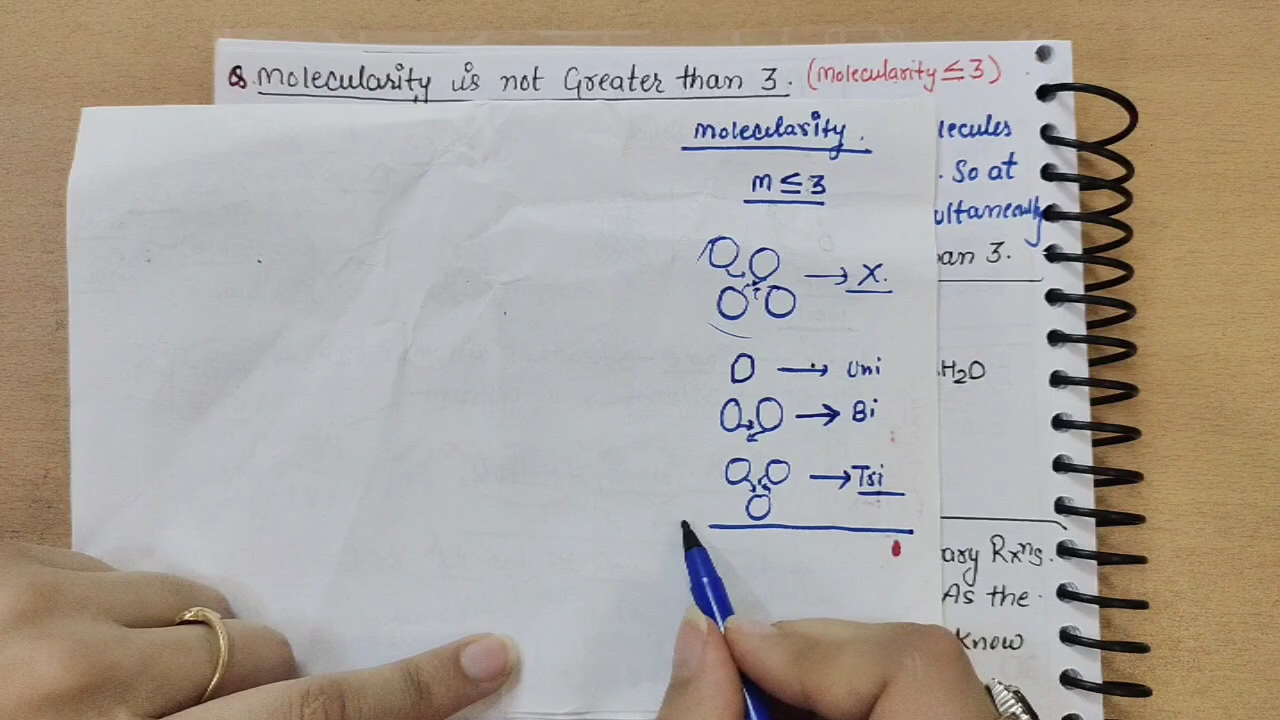 Q. Molecularity is not Greater than 3. (Molecularity ≤ 3)
Molecularity.
m ≤ 3
→ X.
→ Uni
→ Bi
→ Tri
lecules
. So at
ultaneously
an 3.
H₂O
ary Rxⁿs.
As the
know